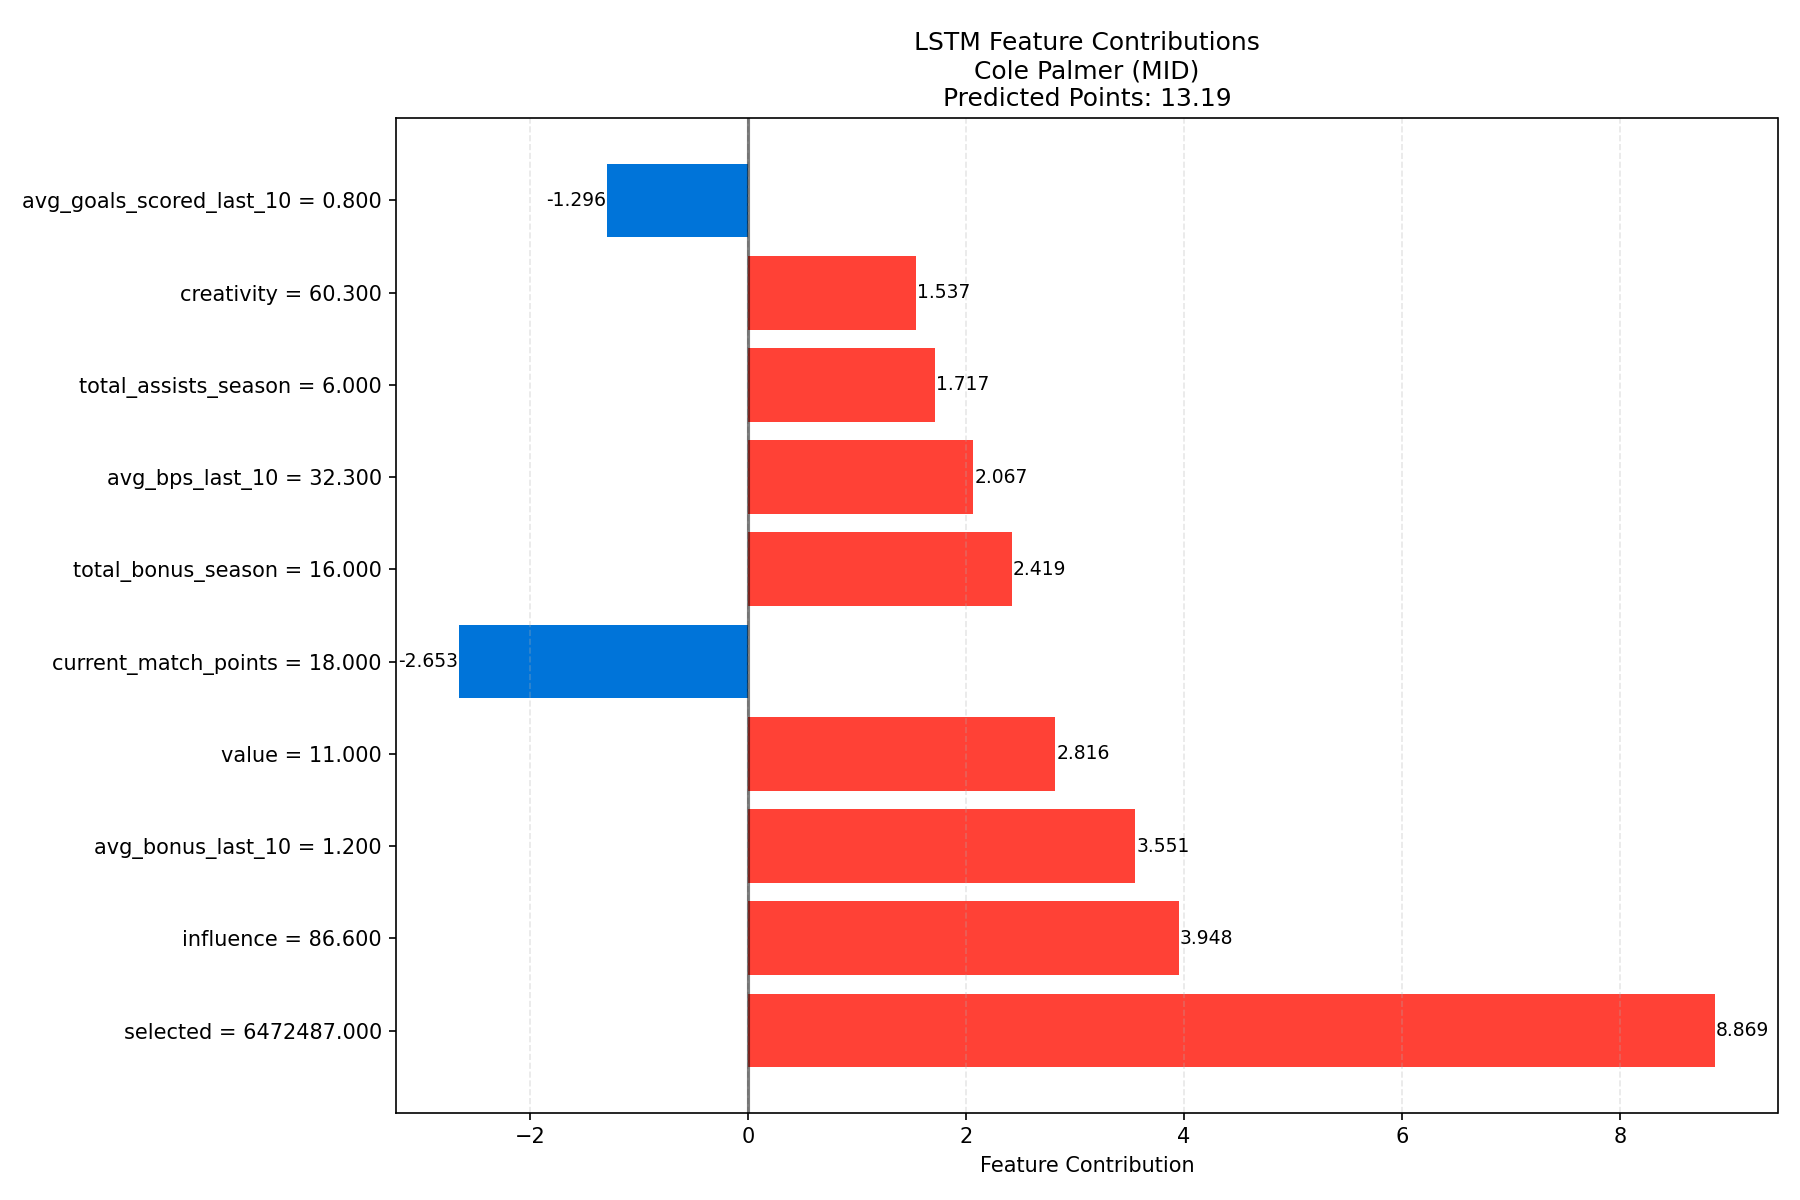 LSTM Feature Contributions
Cole Palmer (MID)
Predicted Points: 13.19
avg_goals_scored_last_10 = 0.800
-1.296
creativity = 60.300
1.537
total_assists_season = 6.000
1.717
avg_bps_last_10 = 32.300
2.067
total_bonus_season = 16.000
2.419
current_match_points = 18.000
-2.653
value = 11.000
2.816
avg_bonus_last_10 = 1.200
3.551
influence = 86.600
3.948
selected = 6472487.000
8.869
−2 0 2 4 6 8
Feature Contribution